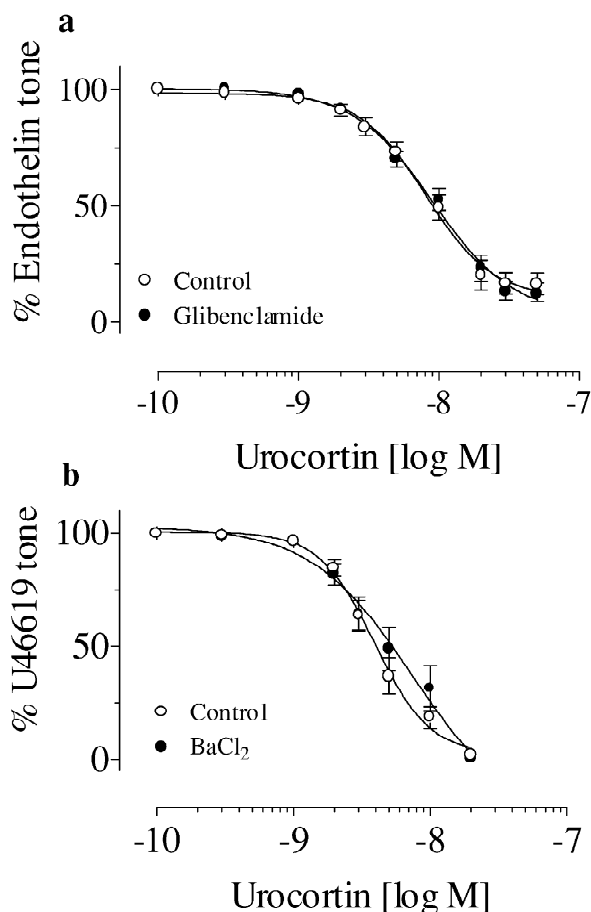 a
% Endothelin tone
100
50
0
Control
Glibenclamide
-10 -9 -8 -7
Urocortin [log M]
b
% U46619 tone
100
50
0
Control
BaCl2
-10 -9 -8 -7
Urocortin [log M]